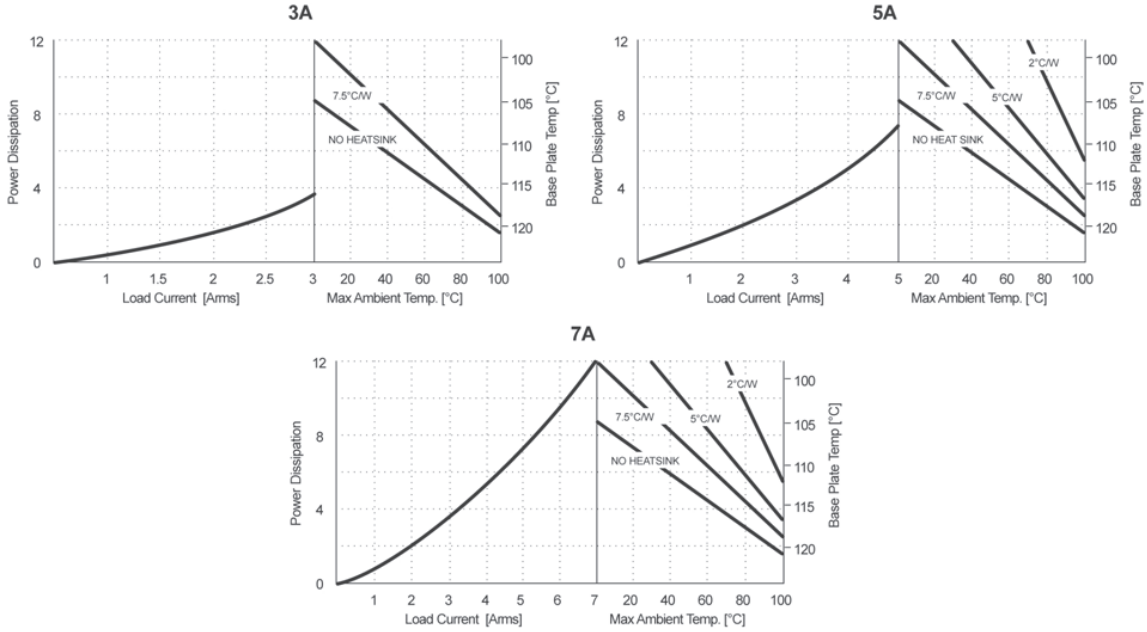 3A
12
8
4
0
Power Dissipation
1 1.5 2 2.5 3 20 40 60 80 100
Load Current [Arms] Max Ambient Temp. [°C]
7.5°C/W
NO HEATSINK
100
105
110
115
120
Base Plate Temp [°C]
5A
12
8
4
0
Power Dissipation
1 2 3 4 5 20 40 60 80 100
Load Current [Arms] Max Ambient Temp. [°C]
2°C/W
7.5°C/W
5°C/W
NO HEAT SINK
100
105
110
115
120
Base Plate Temp [°C]
7A
12
8
4
0
Power Dissipation
1 2 3 4 5 6 7 20 40 60 80 100
Load Current [Arms] Max Ambient Temp. [°C]
2°C/W
7.5°C/W
5°C/W
NO HEATSINK
100
105
110
115
120
Base Plate Temp [°C]